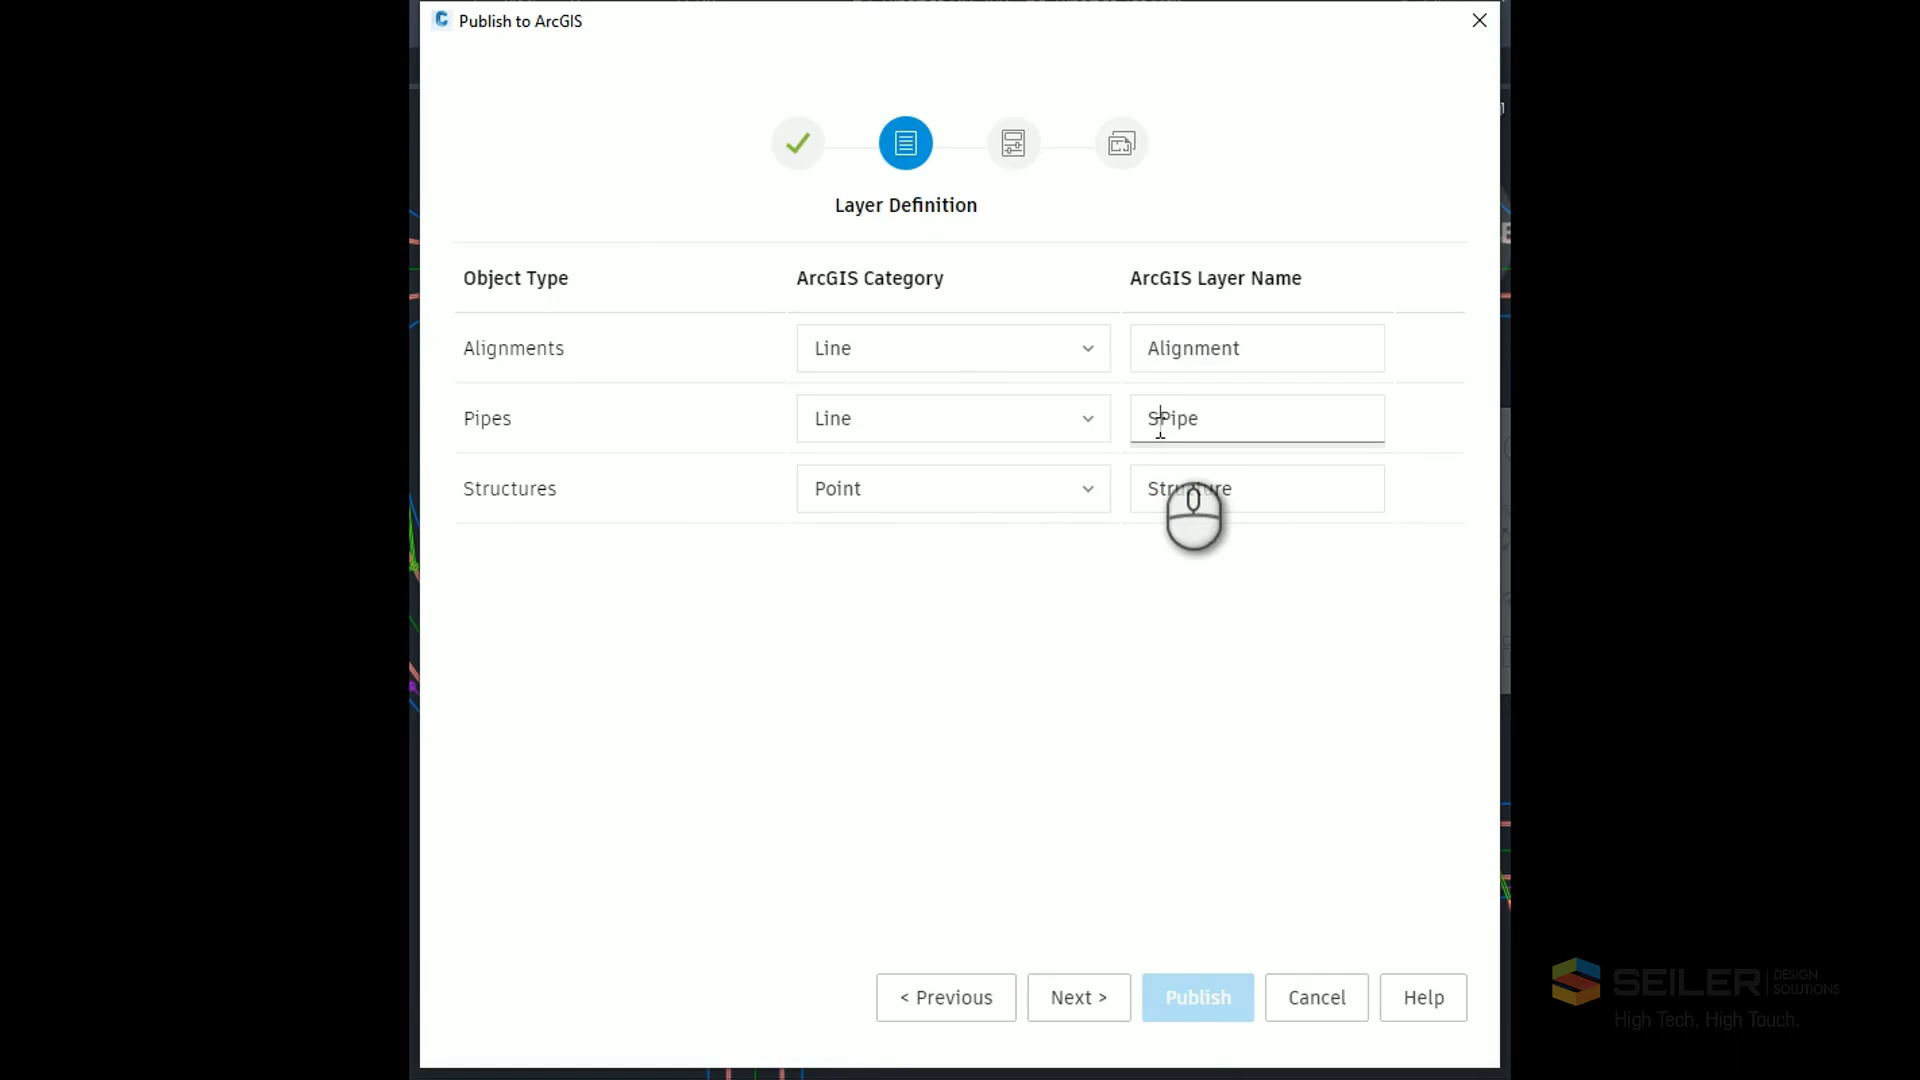 Publish to ArcGIS
Layer Definition
Object Type ArcGIS Category ArcGIS Layer Name
Alignments Line Alignment
Pipes Line SPipe
Structures Point Structure
< Previous Next > Publish Cancel Help
SEILER DESIGN SOLUTIONS
High Tech. High Touch.